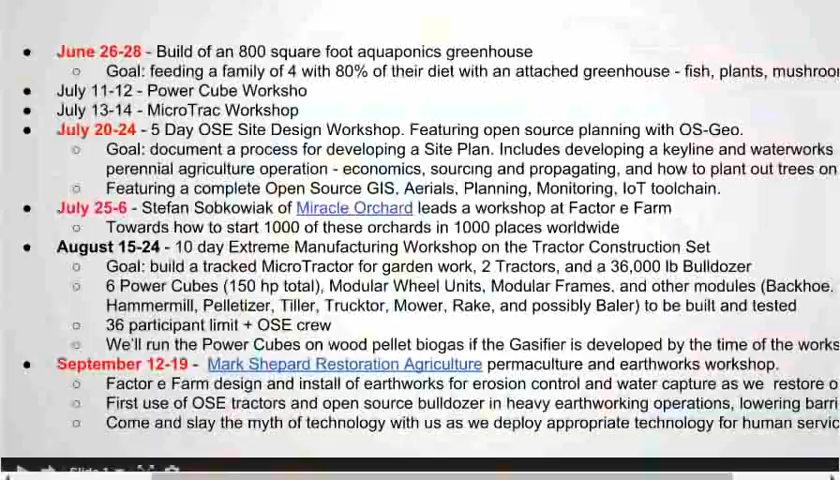 ● June 26-28 - Build of an 800 square foot aquaponics greenhouse
○ Goal: feeding a family of 4 with 80% of their diet with an attached greenhouse - fish, plants, mushroo
● July 11-12 - Power Cube Worksho
● July 13-14 - MicroTrac Workshop
● July 20-24 - 5 Day OSE Site Design Workshop. Featuring open source planning with OS-Geo.
○ Goal: document a process for developing a Site Plan. Includes developing a keyline and waterworks
perennial agriculture operation - economics, sourcing and propagating, and how to plant out trees on
○ Featuring a complete Open Source GIS, Aerials, Planning, Monitoring, IoT toolchain.
● July 25-6 - Stefan Sobkowiak of Miracle Orchard leads a workshop at Factor e Farm
○ Towards how to start 1000 of these orchards in 1000 places worldwide
● August 15-24 - 10 day Extreme Manufacturing Workshop on the Tractor Construction Set
○ Goal: build a tracked MicroTractor for garden work, 2 Tractors, and a 36,000 lb Bulldozer
○ 6 Power Cubes (150 hp total), Modular Wheel Units, Modular Frames, and other modules (Backhoe,
Hammermill, Pelletizer, Tiller, Trucktor, Mower, Rake, and possibly Baler) to be built and tested
○ 36 participant limit + OSE crew
○ We'll run the Power Cubes on wood pellet biogas if the Gasifier is developed by the time of the works
● September 12-19 - Mark Shepard Restoration Agriculture permaculture and earthworks workshop.
○ Factor e Farm design and install of earthworks for erosion control and water capture as we restore o
○ First use of OSE tractors and open source bulldozer in heavy earthworking operations, lowering barri
○ Come and slay the myth of technology with us as we deploy appropriate technology for human servic
Slide 1